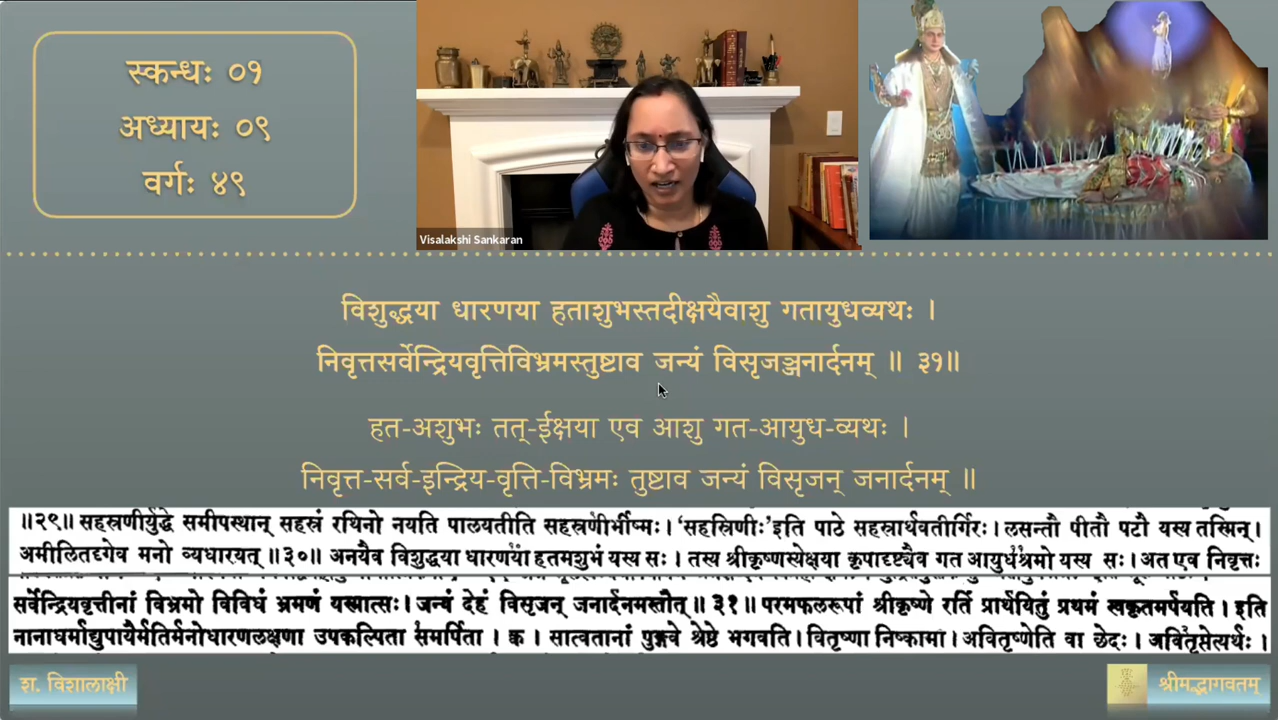 स्कन्धः ०१
अध्यायः ०९
वर्गः ४९
Visalakshi Sankaran
विशुद्धया धारणया हताशुभस्तदीक्षयैवाशु गतायुधव्यथः ।
निवृत्तसर्वेन्द्रियवृत्तिविभ्रमस्तुष्टाव जन्यं विसृजञ्जनार्दनम् ॥ ३१॥
हत-अशुभः तत्-ईक्षया एव आशु गत-आयुध-व्यथः ।
निवृत्त-सर्व-इन्द्रिय-वृत्ति-विभ्रमः तुष्टाव जन्यं विसृजन् जनार्दनम् ॥
॥२९॥ सहस्रणीर्युद्धे समीपस्थान् सहस्रं रथिनो नयति पालयतीति सहस्रणीर्भीष्मः । 'सहस्रिणीः' इति पाठे सहस्रार्थवतीर्गिरः । लसन्तौ पीतौ पटौ यस्य तस्मिन् ।
अमीलितदृगेव मनो व्यधारयत् ॥३०॥ अनयैव विशुद्धया धारणया हतमशुभं यस्य सः । तस्य श्रीकृष्णस्येक्षया कृपादृष्ट्यैव गत आयुधश्रमो यस्य सः । अत एव निवृत्तः
सर्वेन्द्रियवृत्तीनां विभ्रमो विविधं भ्रमणं यस्मात्सः । जन्यं देहं विसृजन् जनार्दनमस्तौत् ॥ ३१ ॥ परमफलरूपां श्रीकृष्णे रतिं प्रार्थयितुं प्रथमं स्वकृतमर्पयति । इति
नानाधर्माद्युपायैर्मतिर्मनोधारणलक्षणा उपकल्पिता समर्पिता । क्व । सात्वतानां पुङ्गवे श्रेष्ठे भगवति । वितृष्णा निष्कामा । अवितृष्णेति वा छेदः । अवितृप्तेत्यर्थः ।
श. विशालाक्षी
श्रीमद्भागवतम्